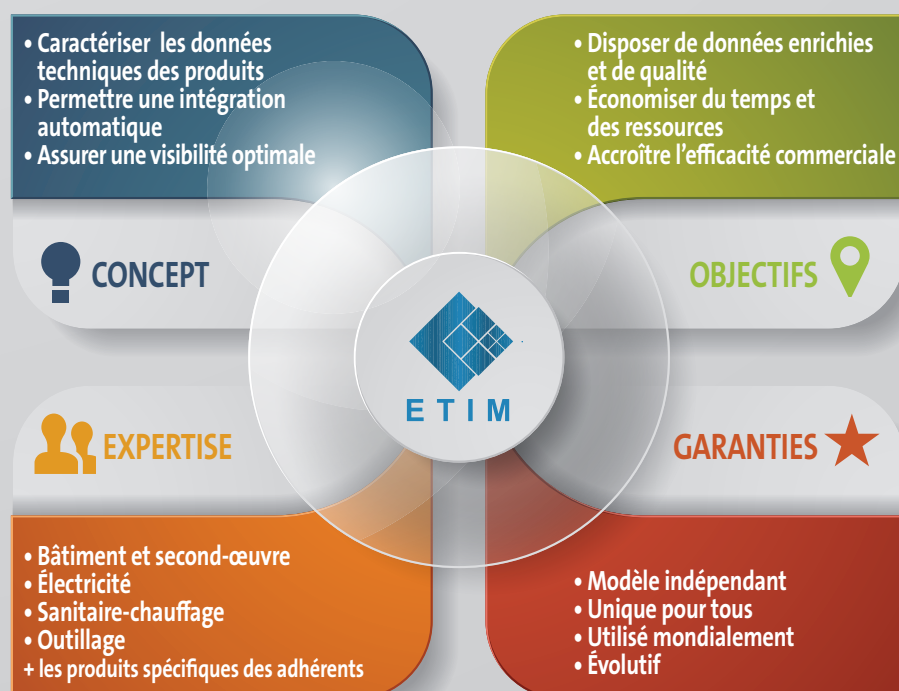 • Caractériser les données
techniques des produits
• Permettre une intégration
automatique
• Assurer une visibilité optimale
CONCEPT
• Disposer de données enrichies
et de qualité
• Économiser du temps et
des ressources
• Accroître l’efficacité commerciale
OBJECTIFS
ETIM
EXPERTISE
• Bâtiment et second-œuvre
• Électricité
• Sanitaire-chauffage
• Outillage
+ les produits spécifiques des adhérents
GARANTIES
• Modèle indépendant
• Unique pour tous
• Utilisé mondialement
• Évolutif